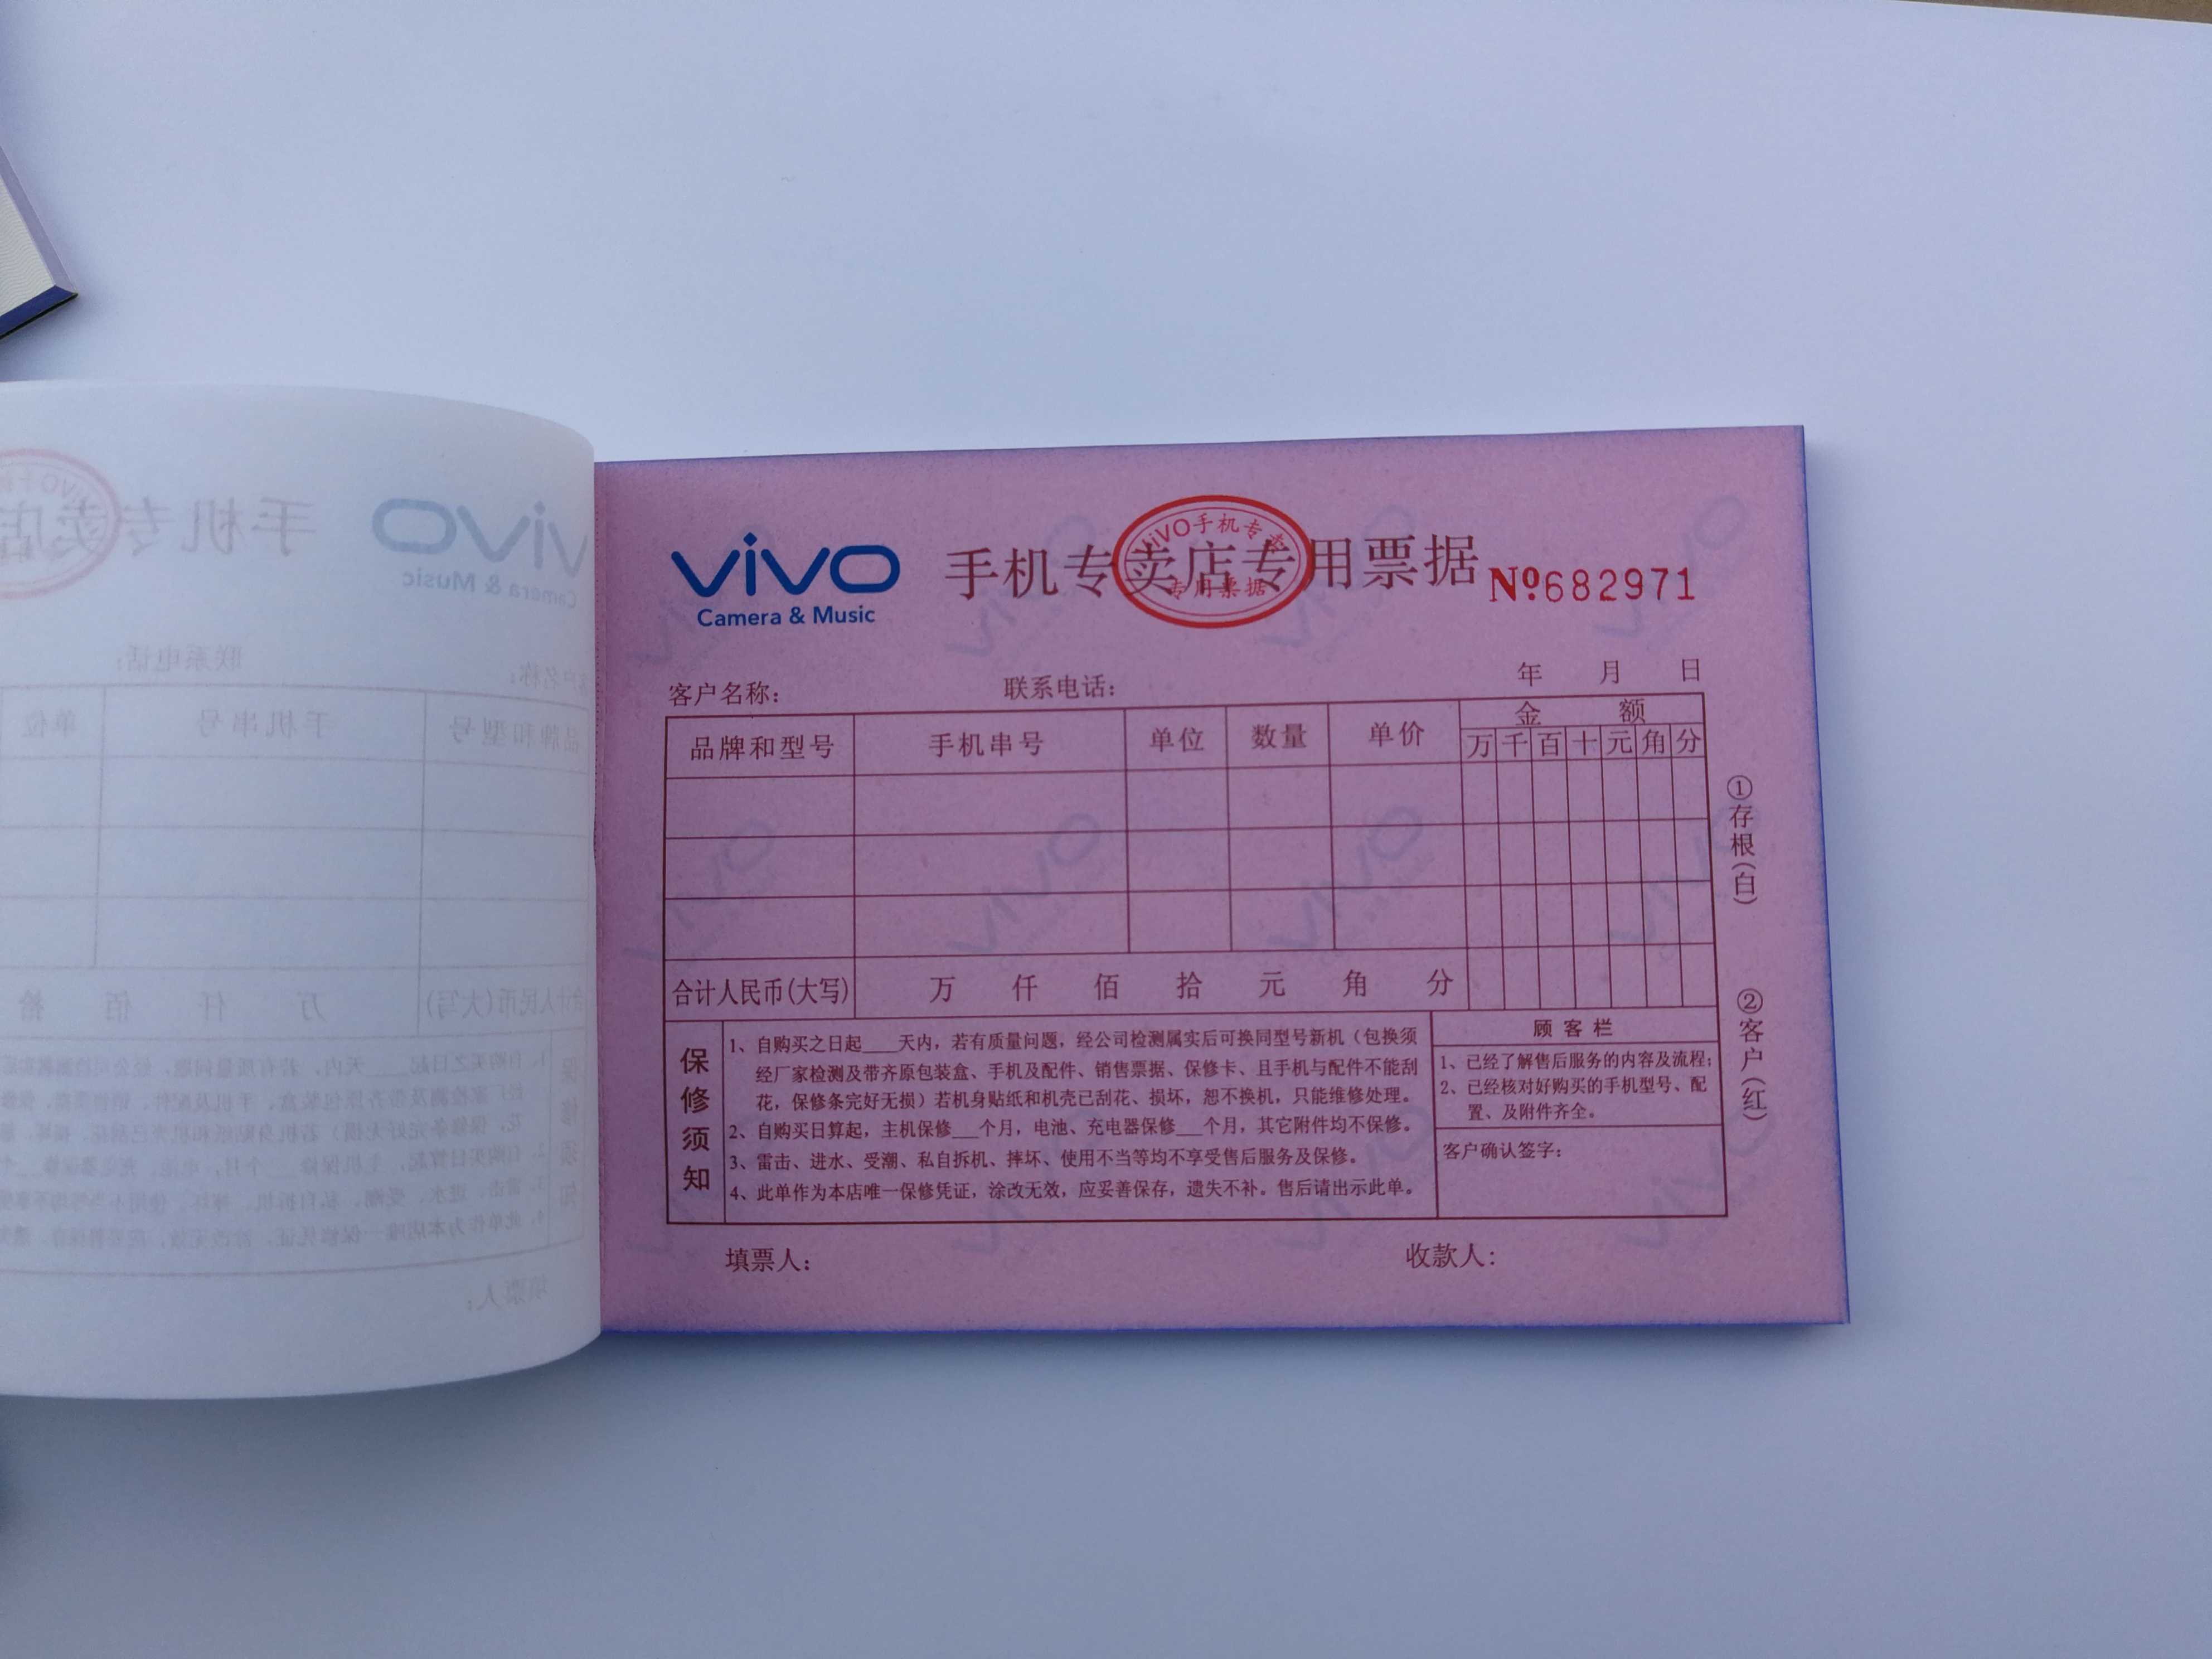 vivo
Camera & Music
手机专卖店专用票据
ViVO手机专卖
专用票据
№682971
客户名称： 联系电话： 年 月 日
品牌和型号 手机串号 单位 数量 单价 金额
万 千 百 十 元 角 分
合计人民币(大写) 万 仟 佰 拾 元 角 分
保修须知
1、自购买之日起____天内，若有质量问题，经公司检测属实后可换同型号新机（包换须
经厂家检测及带齐原包装盒、手机及配件、销售票据、保修卡、且手机与配件不能刮
花，保修条完好无损）若机身贴纸和机壳已刮花、损坏，恕不换机，只能维修处理。
2、自购买日算起，主机保修___个月，电池、充电器保修___个月，其它附件均不保修。
3、雷击、进水、受潮、私自拆机、摔坏、使用不当等均不享受售后服务及保修。
4、此单作为本店唯一保修凭证，涂改无效，应妥善保存，遗失不补。售后请出示此单。
顾客栏
1、已经了解售后服务的内容及流程；
2、已经核对好购买的手机型号、配
置、及附件齐全。
客户确认签字：
填票人： 收款人：
①存根(白)
②客户(红)